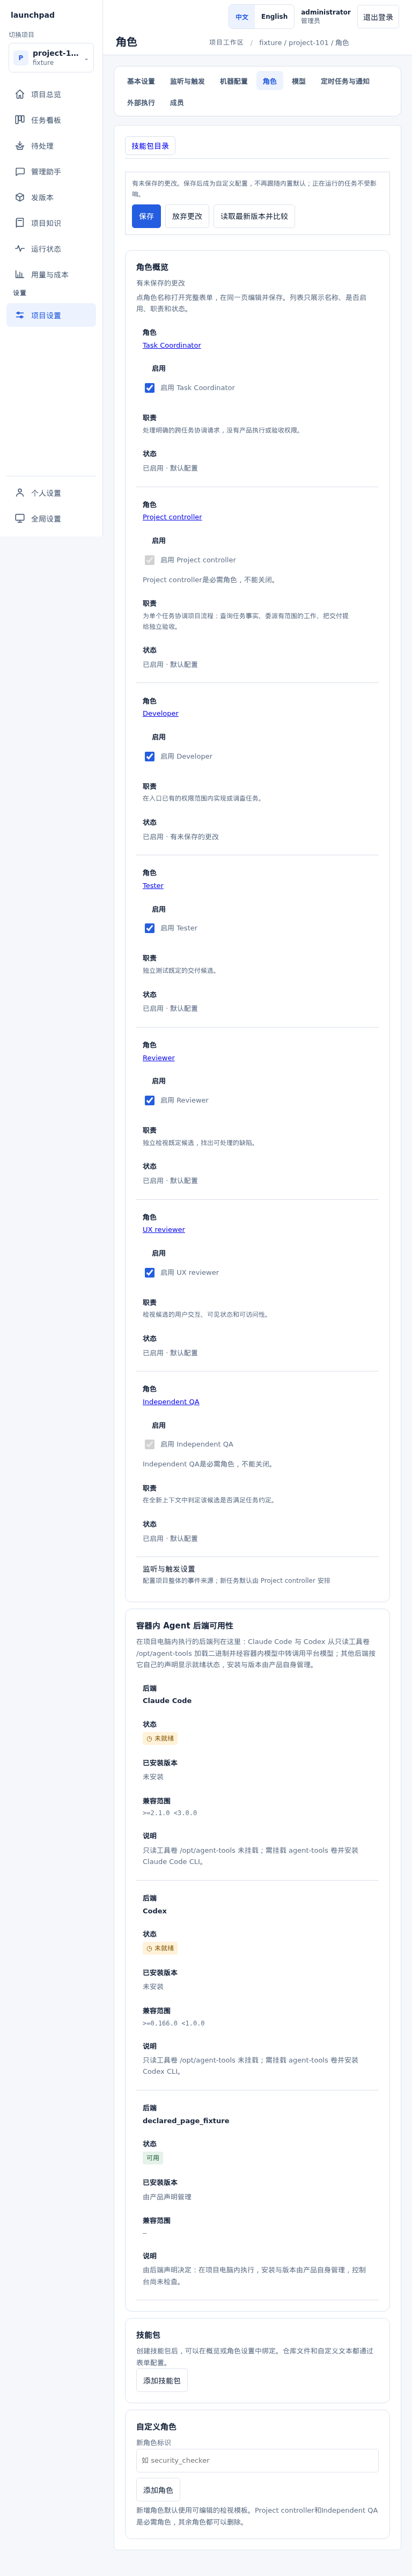 launchpad
切换项目
P
project-1…
fixture
项目总览
任务看板
待处理
管理助手
发版本
项目知识
运行状态
用量与成本
设置
项目设置
个人设置
全局设置
中文
English
administrator
管理员
退出登录
角色
项目工作区 / fixture / project-101 / 角色
基本设置
监听与触发
机器配置
角色
模型
定时任务与通知
外部执行
成员
技能包目录
有未保存的更改。保存后成为自定义配置，不再跟随内置默认；正在运行的任务不受影
响。
保存
放弃更改
读取最新版本并比较
角色概览
有未保存的更改
点角色名称打开完整表单，在同一页编辑并保存。列表只展示名称、是否启
用、职责和状态。
角色
Task Coordinator
启用
启用 Task Coordinator
职责
处理明确的跨任务协调请求，没有产品执行或验收权限。
状态
已启用 · 默认配置
角色
Project controller
启用
启用 Project controller
Project controller是必需角色，不能关闭。
职责
为单个任务协调项目流程：查询任务事实、委派有范围的工作、把交付提
给独立验收。
状态
已启用 · 默认配置
角色
Developer
启用
启用 Developer
职责
在入口已有的权限范围内实现或调查任务。
状态
已启用 · 有未保存的更改
角色
Tester
启用
启用 Tester
职责
独立测试既定的交付候选。
状态
已启用 · 默认配置
角色
Reviewer
启用
启用 Reviewer
职责
独立检视既定候选，找出可处理的缺陷。
状态
已启用 · 默认配置
角色
UX reviewer
启用
启用 UX reviewer
职责
检视候选的用户交互、可见状态和可访问性。
状态
已启用 · 默认配置
角色
Independent QA
启用
启用 Independent QA
Independent QA是必需角色，不能关闭。
职责
在全新上下文中判定该候选是否满足任务约定。
状态
已启用 · 默认配置
监听与触发设置
配置项目整体的事件来源；新任务默认由 Project controller 安排
容器内 Agent 后端可用性
在项目电脑内执行的后端列在这里：Claude Code 与 Codex 从只读工具卷
/opt/agent-tools 加载二进制并经容器内模型中转调用平台模型；其他后端按
它自己的声明显示就绪状态，安装与版本由产品自身管理。
后端
Claude Code
状态
未就绪
已安装版本
未安装
兼容范围
>=2.1.0 <3.0.0
说明
只读工具卷 /opt/agent-tools 未挂载；需挂载 agent-tools 卷并安装
Claude Code CLI。
后端
Codex
状态
未就绪
已安装版本
未安装
兼容范围
>=0.166.0 <1.0.0
说明
只读工具卷 /opt/agent-tools 未挂载；需挂载 agent-tools 卷并安装
Codex CLI。
后端
declared_page_fixture
状态
可用
已安装版本
由产品声明管理
兼容范围
—
说明
由后端声明决定：在项目电脑内执行，安装与版本由产品自身管理，控制
台尚未检查。
技能包
创建技能包后，可以在概览或角色设置中绑定。仓库文件和自定义文本都通过
表单配置。
添加技能包
自定义角色
新角色标识
如 security_checker
添加角色
新增角色默认使用可编辑的检视模板。Project controller和Independent QA
是必需角色，其余角色都可以删除。